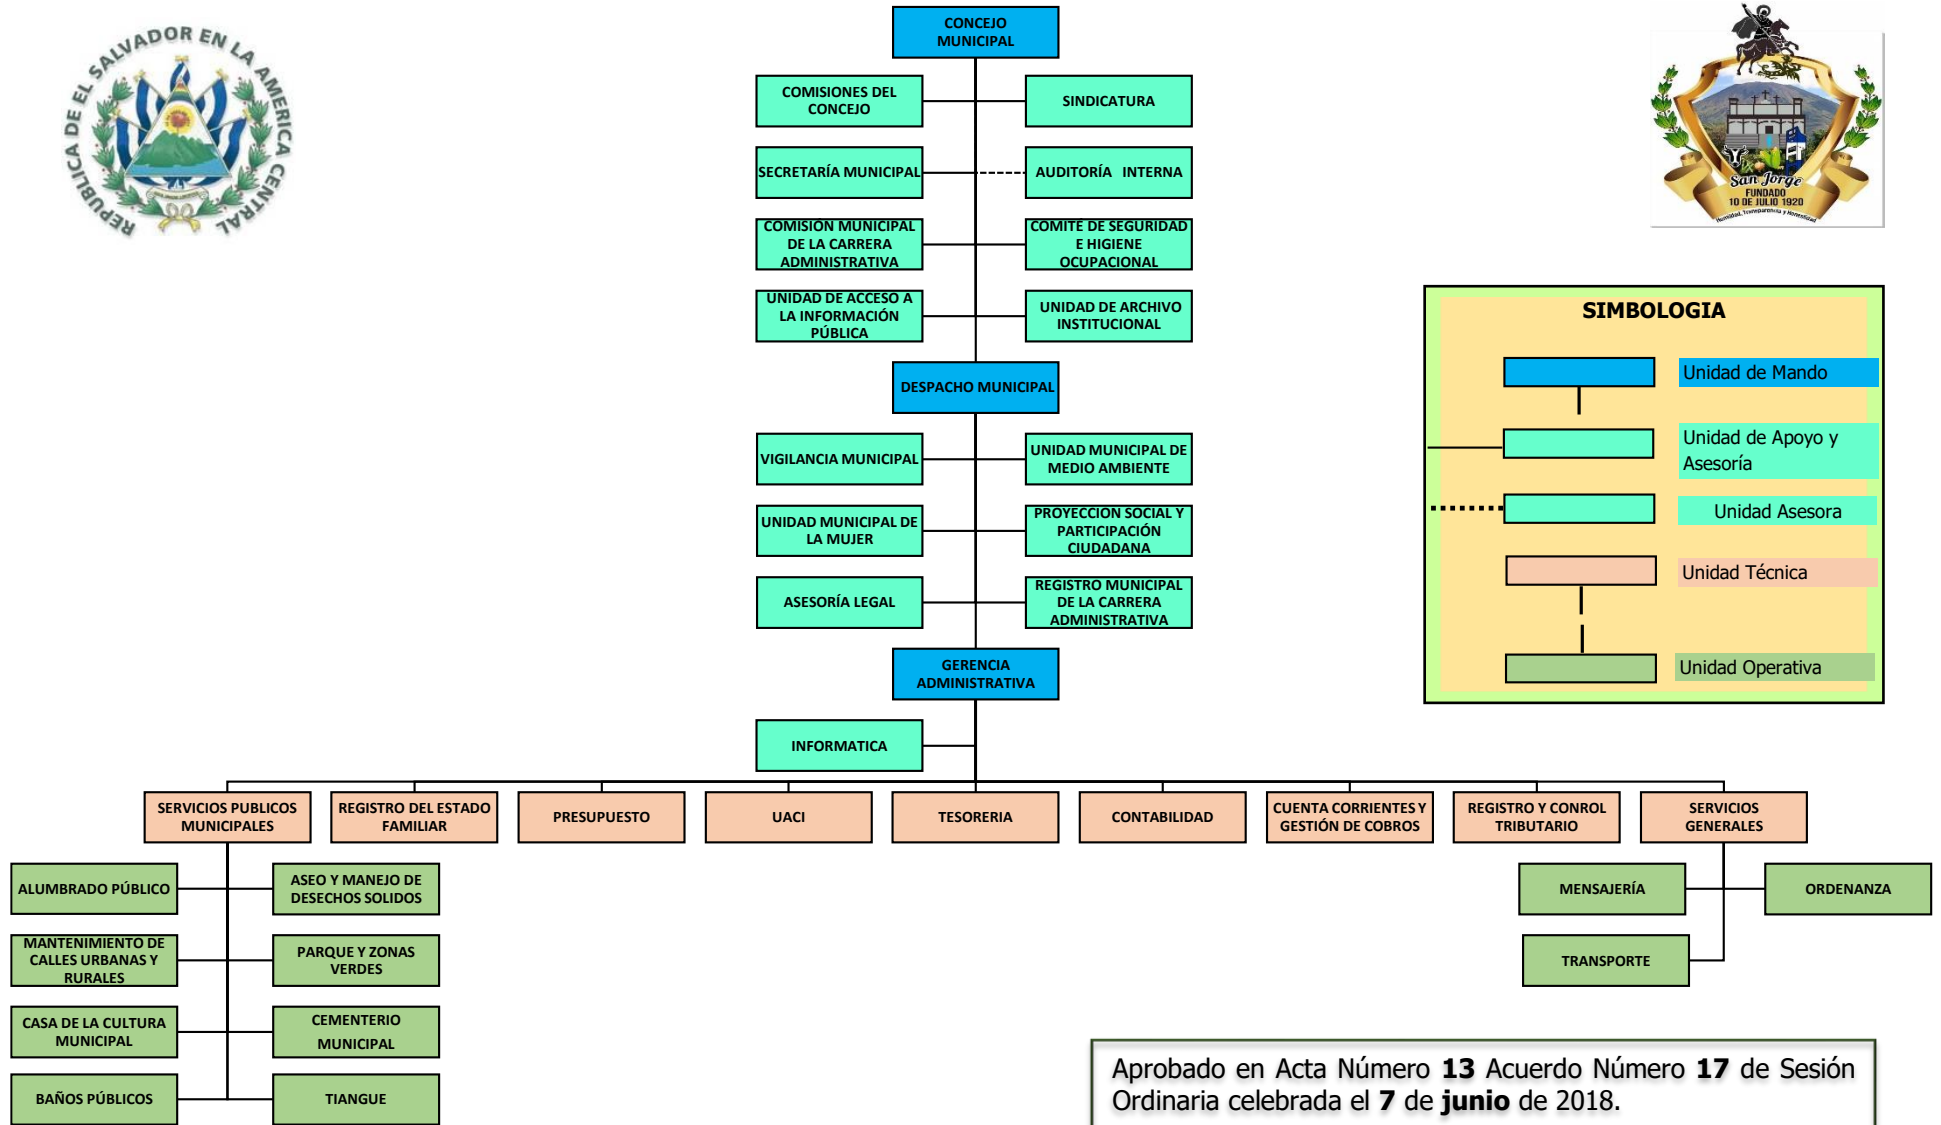 REPUBLICA DE EL SALVADOR EN LA AMERICA CENTRAL
CONCEJO
MUNICIPAL
San Jorge
FUNDADO
10 DE JULIO 1920
Humildad, Transparencia y Honestidad
COMISIONES DEL
CONCEJO
SINDICATURA
SECRETARÍA MUNICIPAL
AUDITORÍA INTERNA
COMISIÓN MUNICIPAL
DE LA CARRERA
ADMINISTRATIVA
COMITE DE SEGURIDAD
E HIGIENE
OCUPACIONAL
UNIDAD DE ACCESO A
LA INFORMACIÓN
PÚBLICA
UNIDAD DE ARCHIVO
INSTITUCIONAL
DESPACHO MUNICIPAL
VIGILANCIA MUNICIPAL
UNIDAD MUNICIPAL DE
MEDIO AMBIENTE
UNIDAD MUNICIPAL DE
LA MUJER
PROYECCION SOCIAL Y
PARTICIPACIÓN
CIUDADANA
ASESORÍA LEGAL
REGISTRO MUNICIPAL
DE LA CARRERA
ADMINISTRATIVA
GERENCIA
ADMINISTRATIVA
INFORMATICA
SIMBOLOGIA
Unidad de Mando
Unidad de Apoyo y
Asesoría
Unidad Asesora
Unidad Técnica
Unidad Operativa
SERVICIOS PUBLICOS
MUNICIPALES
REGISTRO DEL ESTADO
FAMILIAR
PRESUPUESTO
UACI
TESORERIA
CONTABILIDAD
CUENTA CORRIENTES Y
GESTIÓN DE COBROS
REGISTRO Y CONROL
TRIBUTARIO
SERVICIOS
GENERALES
ALUMBRADO PÚBLICO
ASEO Y MANEJO DE
DESECHOS SOLIDOS
MANTENIMIENTO DE
CALLES URBANAS Y
RURALES
PARQUE Y ZONAS
VERDES
CASA DE LA CULTURA
MUNICIPAL
CEMENTERIO
MUNICIPAL
BAÑOS PÚBLICOS
TIANGUE
MENSAJERÍA
ORDENANZA
TRANSPORTE
Aprobado en Acta Número 13 Acuerdo Número 17 de Sesión
Ordinaria celebrada el 7 de junio de 2018.